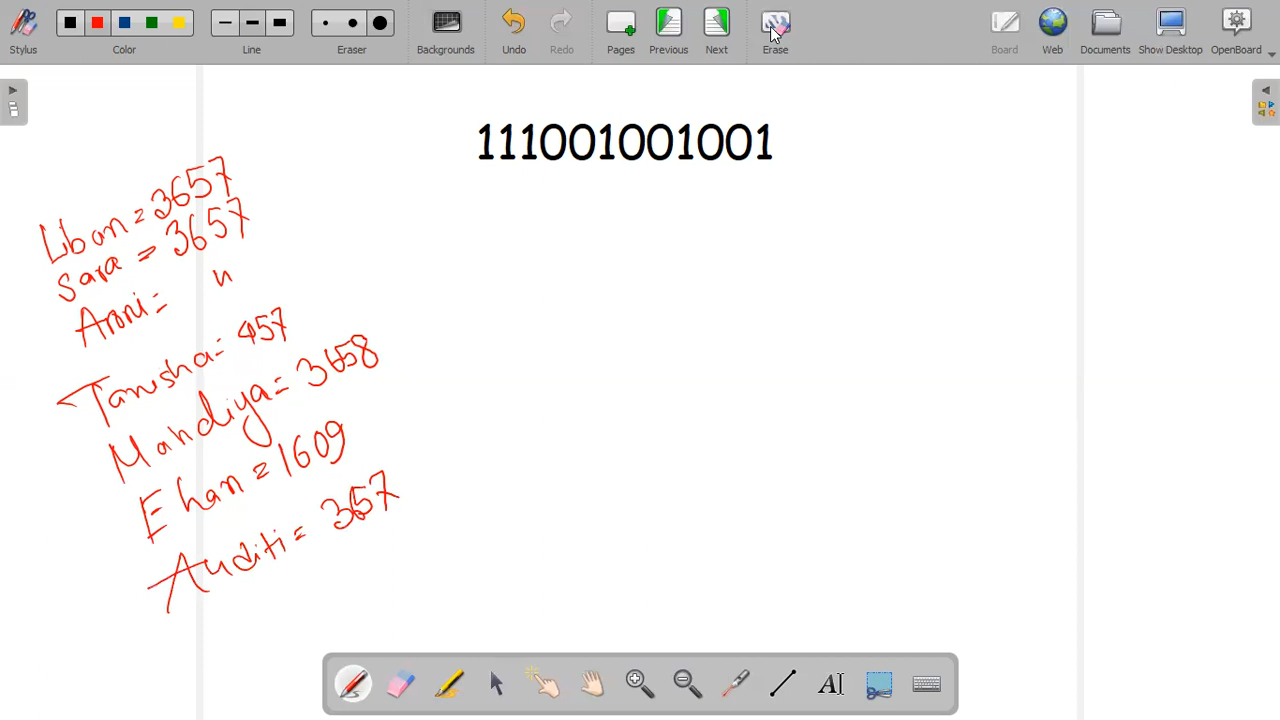 Stylus Color Line Eraser Backgrounds Undo Redo Pages Previous Next Erase Board Web Documents Show Desktop OpenBoard
111001001001
Liban = 3657
Sara = 3657
Aroni = "
Tanusha = 457
Mahdiya = 3658
Ehan = 1609
Auditi = 3657